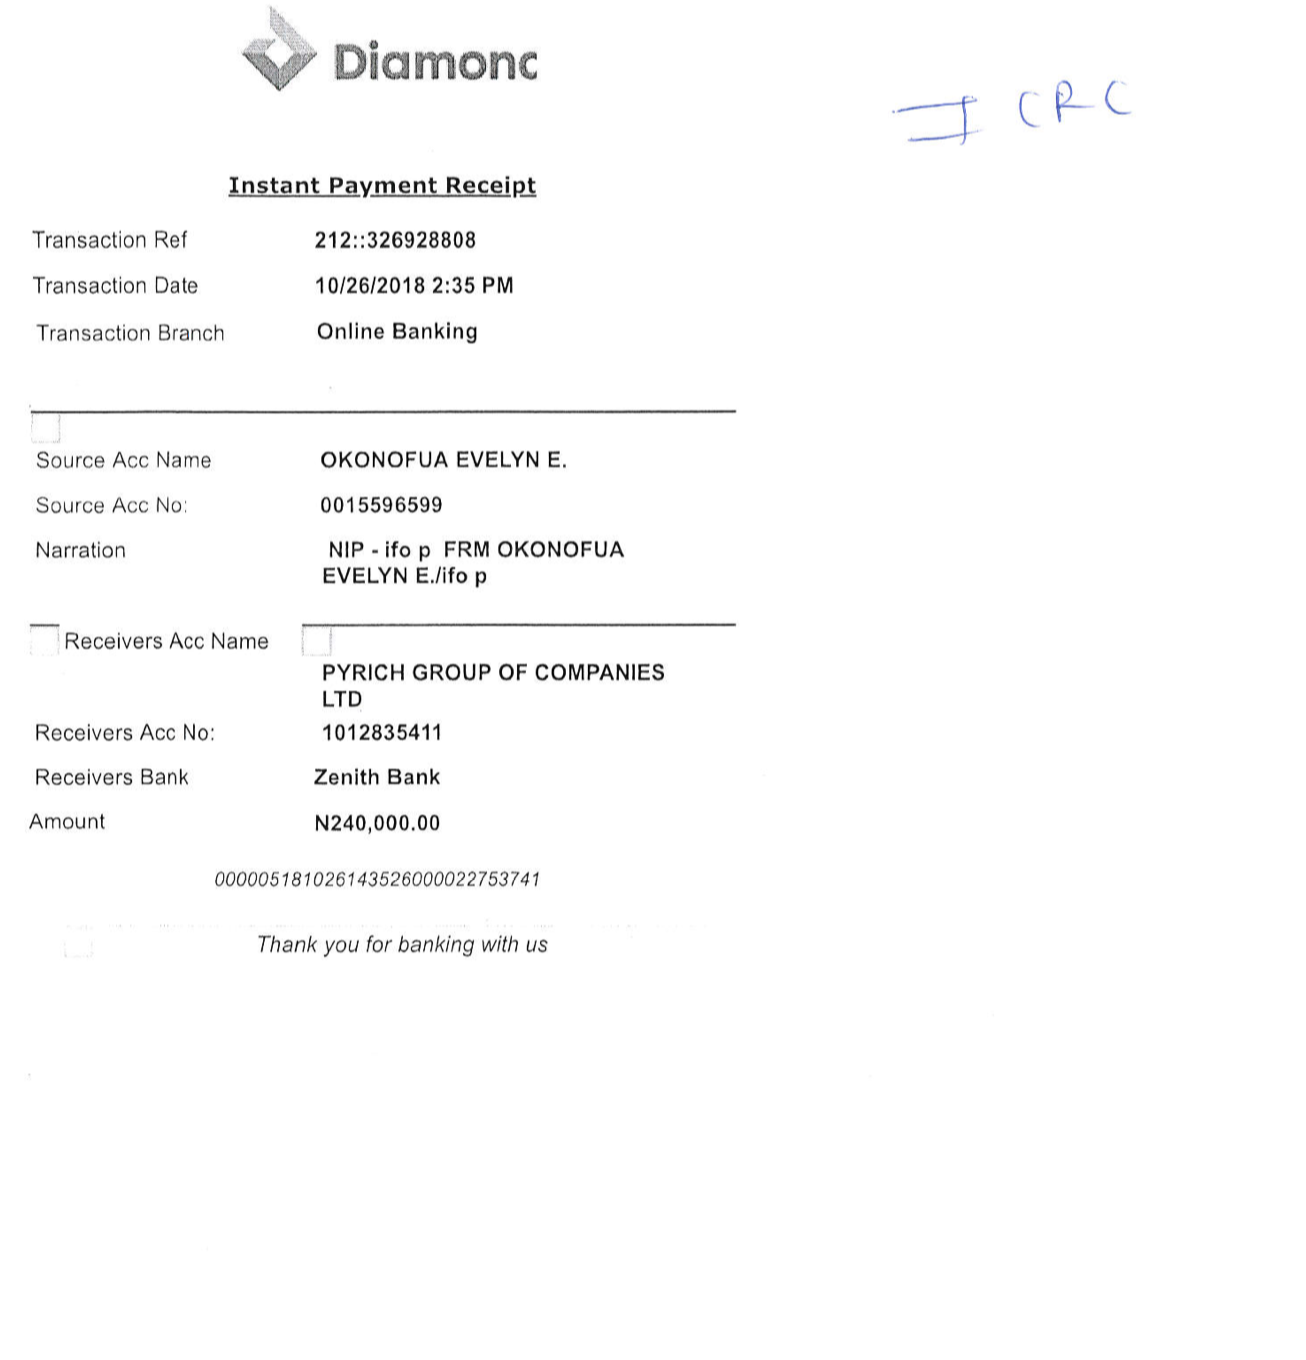 Diamonc
CRC
Instant Payment Receipt
Transaction Ref 212::326928808
Transaction Date 10/26/2018 2:35 PM
Transaction Branch Online Banking
Source Acc Name OKONOFUA EVELYN E.
Source Acc No: 0015596599
Narration NIP - ifo p FRM OKONOFUA
EVELYN E./ifo p
Receivers Acc Name
PYRICH GROUP OF COMPANIES
LTD
Receivers Acc No: 1012835411
Receivers Bank Zenith Bank
Amount N240,000.00
000005181026143526000022753741
Thank you for banking with us